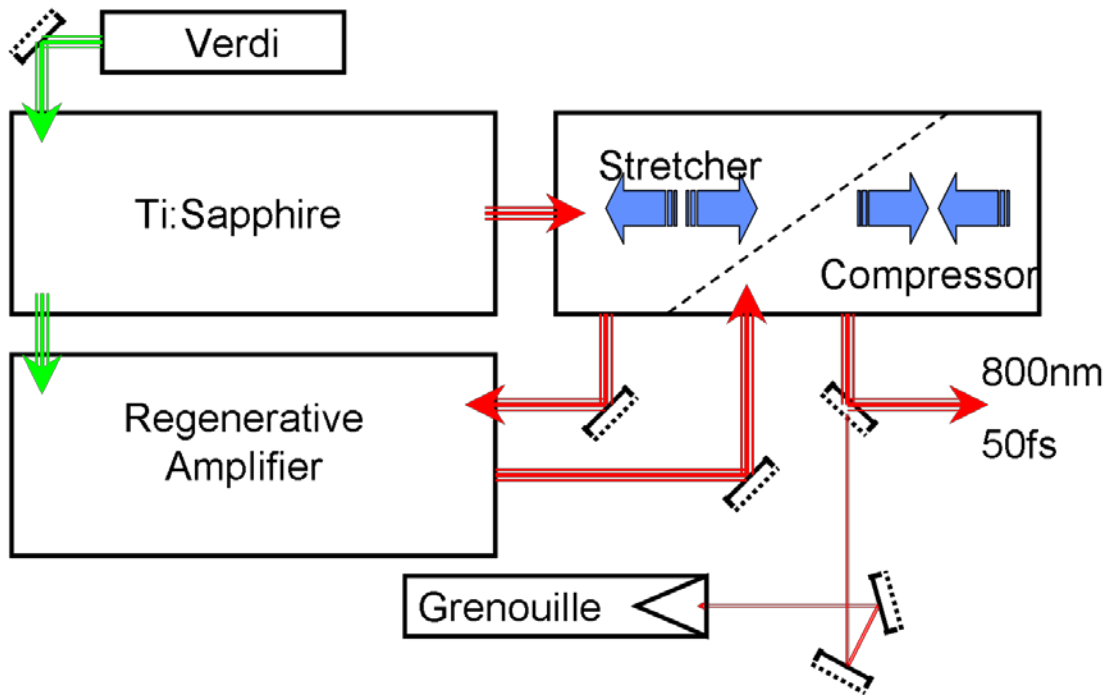 Verdi
Ti:Sapphire
Stretcher
Compressor
Regenerative
Amplifier
800nm
50fs
Grenouille